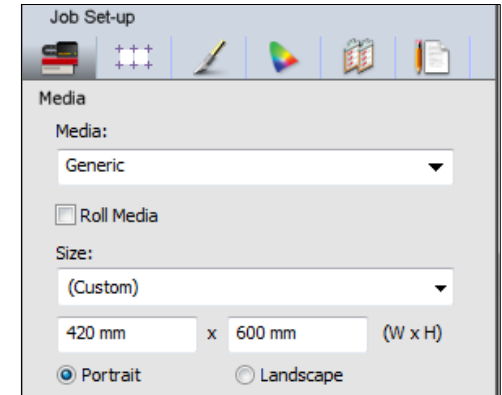 Job Set-up
Media
Media:
Generic
Roll Media
Size:
(Custom)
420 mm x 600 mm (W x H)
Portrait Landscape